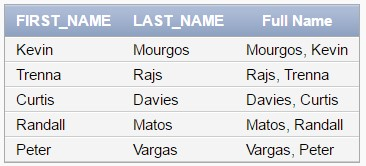 FIRST_NAME LAST_NAME Full Name
Kevin Mourgos Mourgos, Kevin
Trenna Rajs Rajs, Trenna
Curtis Davies Davies, Curtis
Randall Matos Matos, Randall
Peter Vargas Vargas, Peter